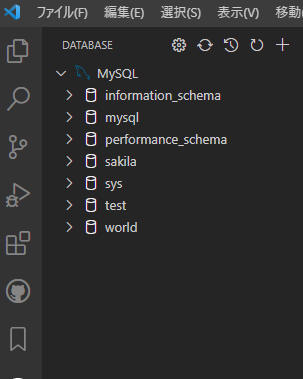 ファイル(F) 編集(E) 選択(S) 表示(V) 移動
DATABASE
MySQL
information_schema
mysql
performance_schema
sakila
sys
test
world